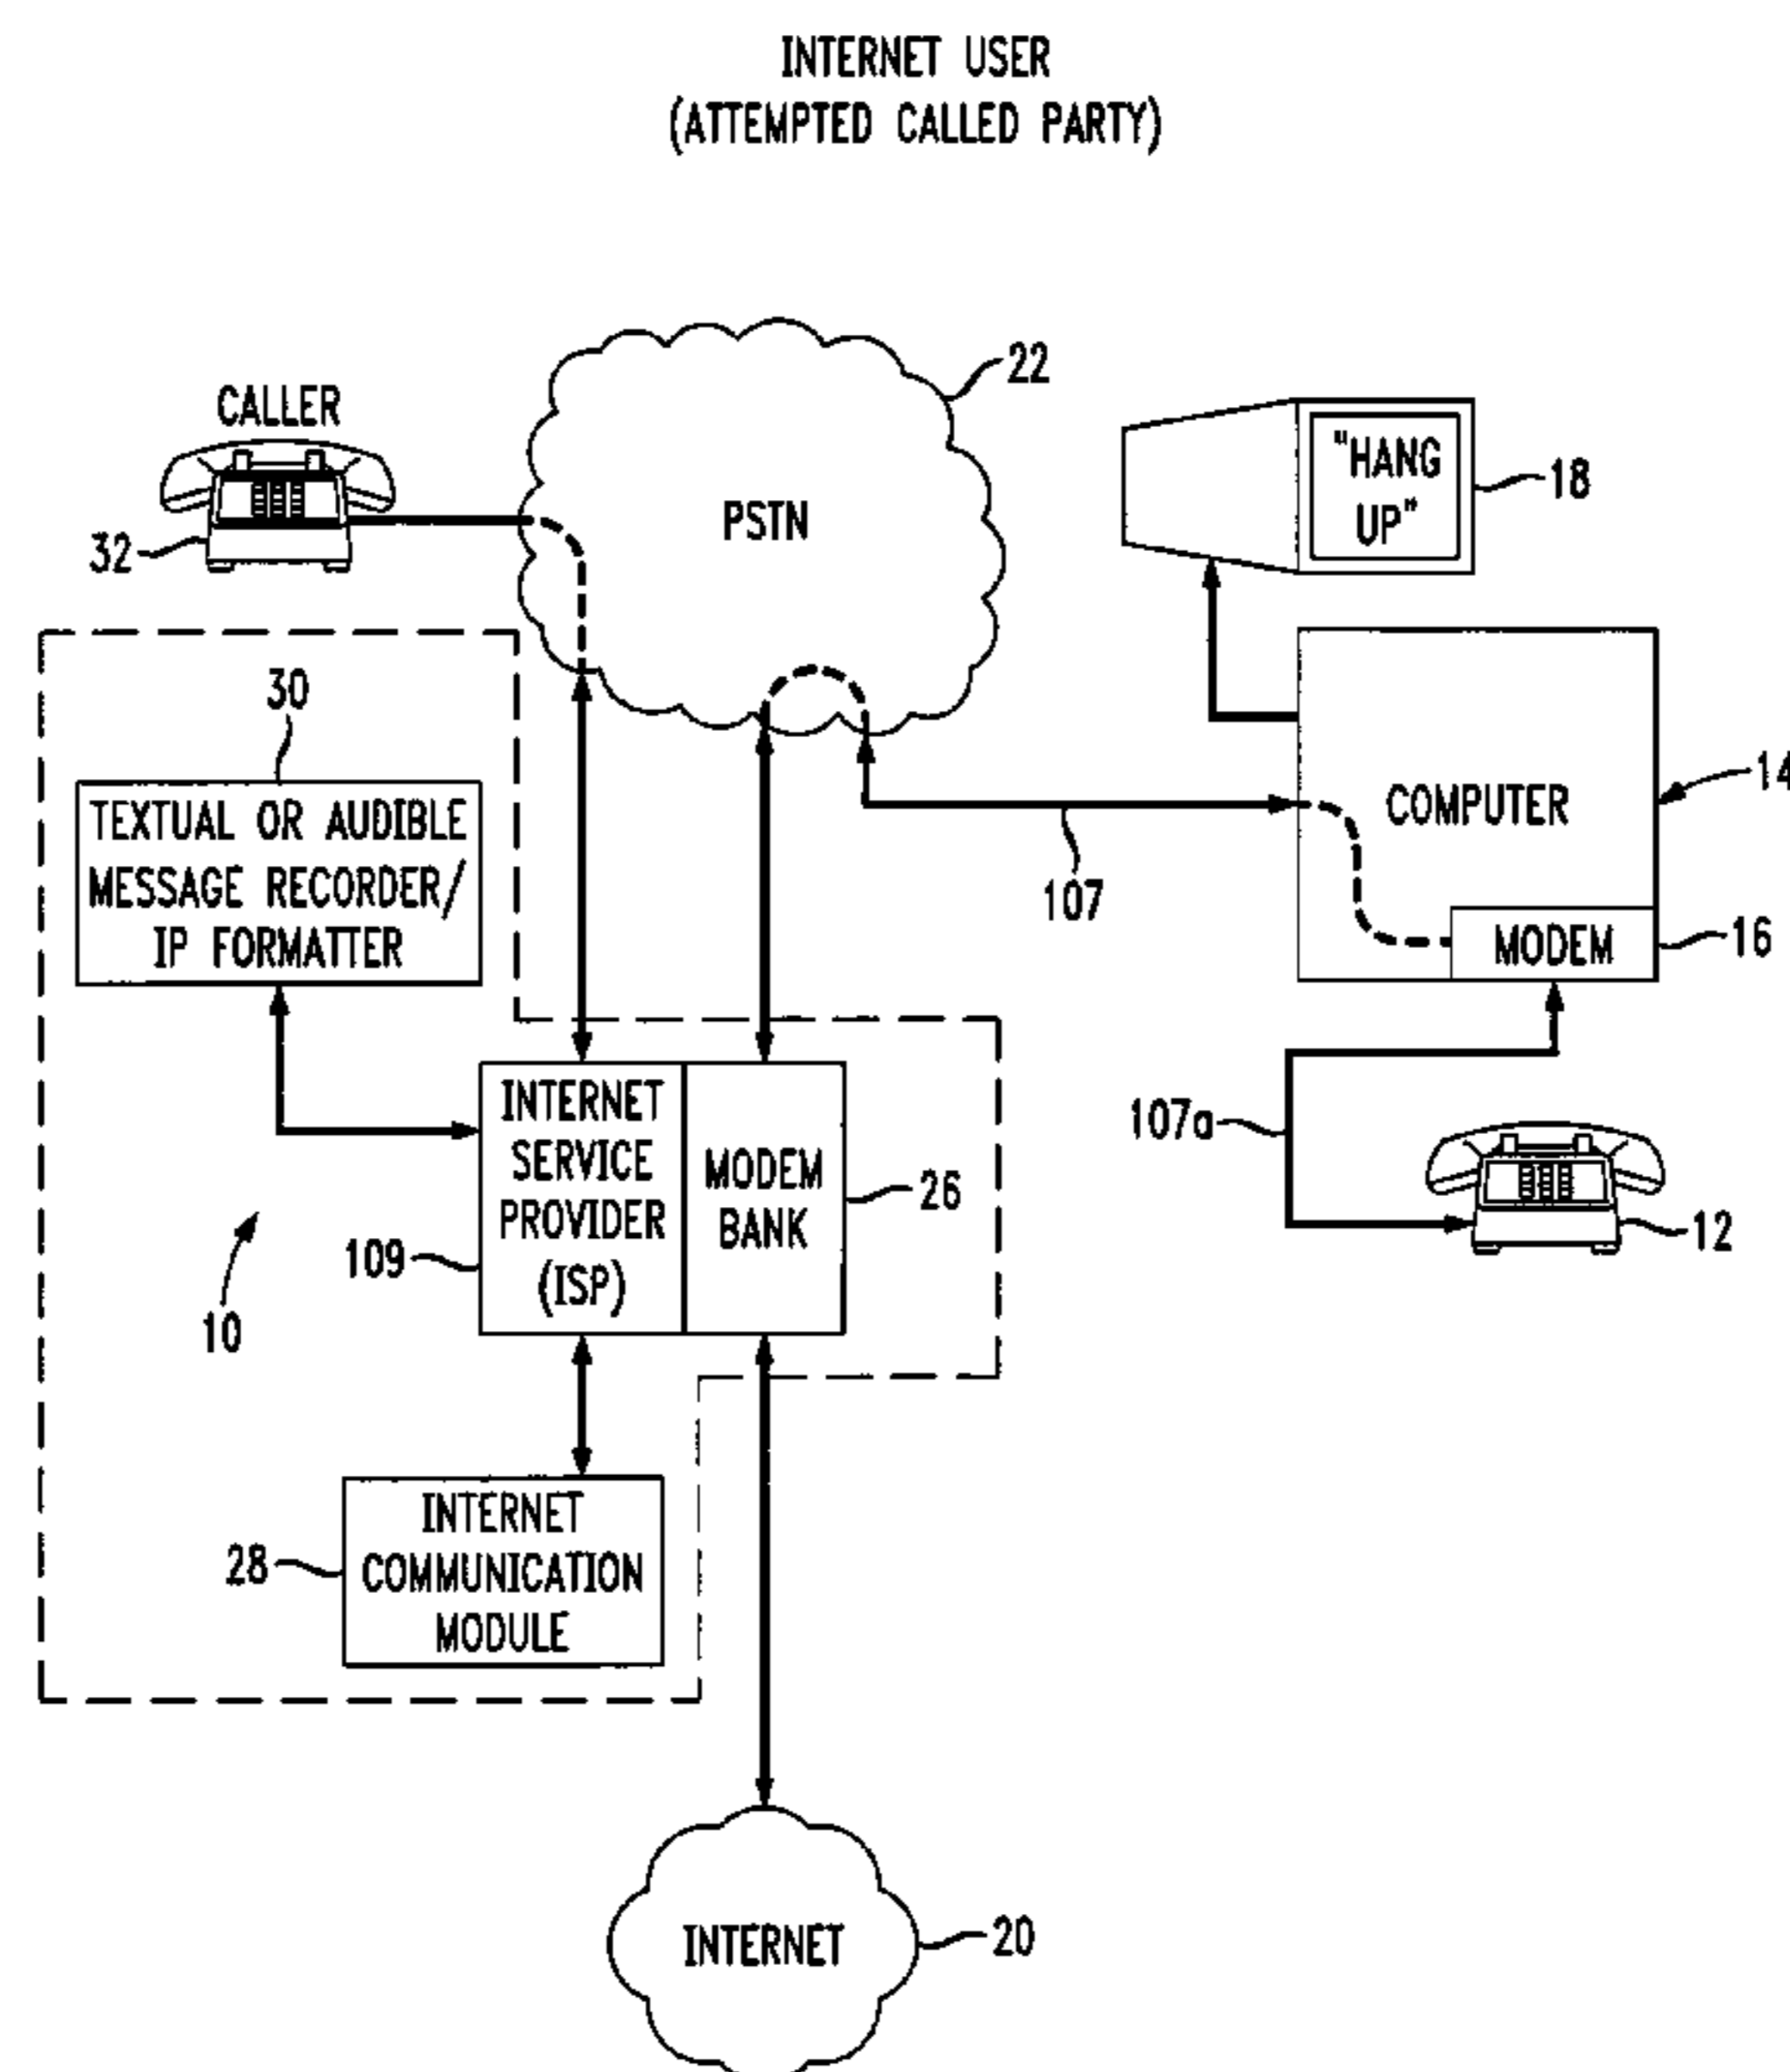 INTERNET USER
(ATTEMPTED CALLED PARTY)
22
CALLER
"HANG
UP"
18
PSTN
32
30
14
COMPUTER
TEXTUAL OR AUDIBLE
MESSAGE RECORDER/
IP FORMATTER
107
MODEM
16
INTERNET
SERVICE
PROVIDER
(ISP)
MODEM
BANK
107a
26
12
109
10
INTERNET
COMMUNICATION
MODULE
28
INTERNET
20